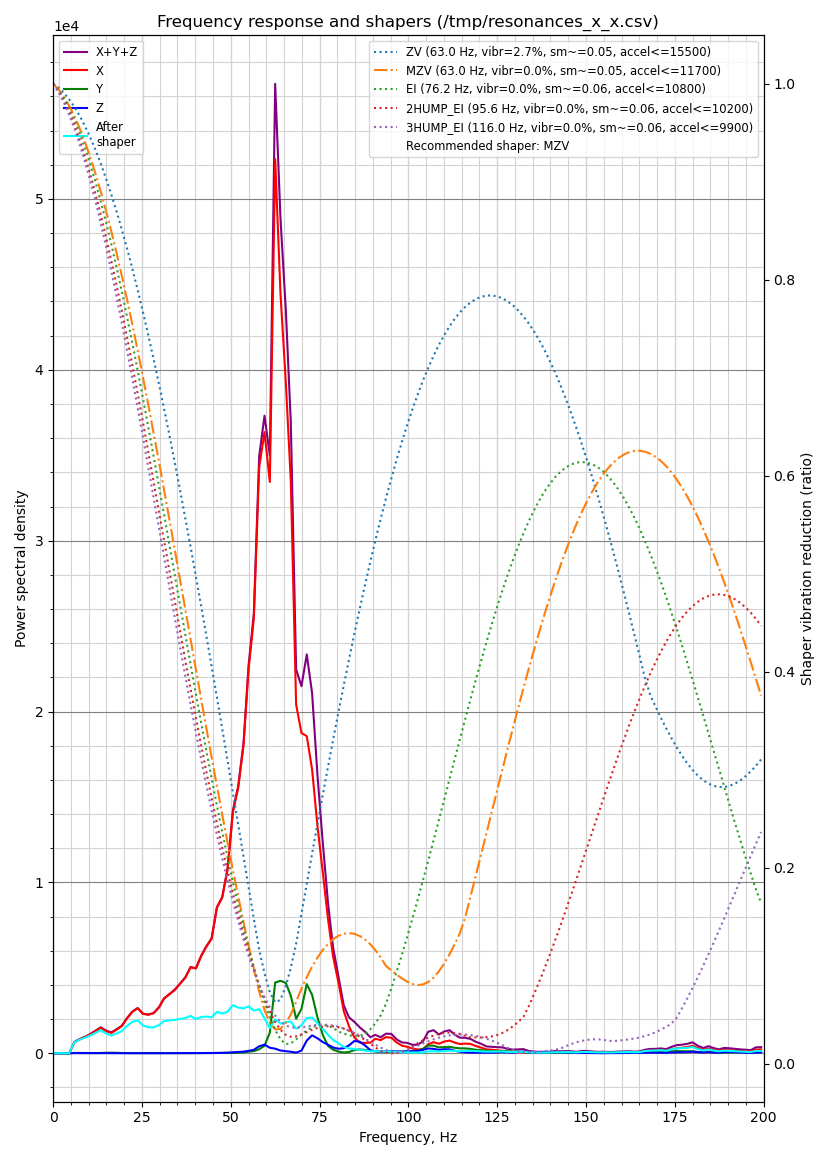 Frequency response and shapers (/tmp/resonances_x_x.csv)
1e4
X+Y+Z
X
Y
Z
After
shaper
ZV (63.0 Hz, vibr=2.7%, sm~=0.05, accel<=15500)
MZV (63.0 Hz, vibr=0.0%, sm~=0.05, accel<=11700)
EI (76.2 Hz, vibr=0.0%, sm~=0.06, accel<=10800)
2HUMP_EI (95.6 Hz, vibr=0.0%, sm~=0.06, accel<=10200)
3HUMP_EI (116.0 Hz, vibr=0.0%, sm~=0.06, accel<=9900)
Recommended shaper: MZV
Power spectral density
5
4
3
2
1
0
1.0
0.8
0.6
0.4
0.2
0.0
Shaper vibration reduction (ratio)
0 25 50 75 100 125 150 175 200
Frequency, Hz